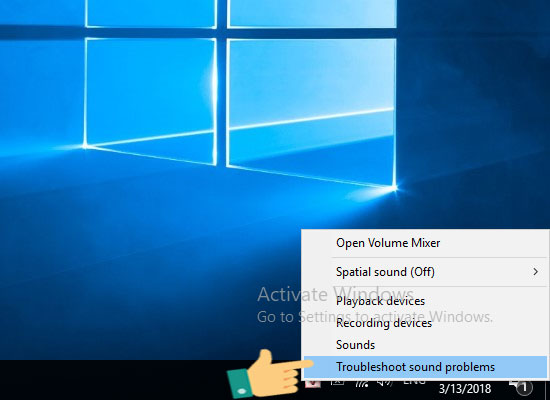 Open Volume Mixer
Spatial sound (Off)
Activate Windows
Playback devices
Go to Settings to activate Windows.
Recording devices
Sounds
Troubleshoot sound problems
ENG
3/13/2018
1